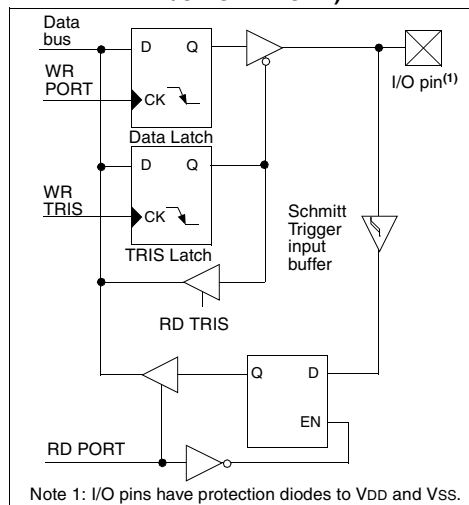 Data
bus
D Q
WR
PORT
CK
I/O pin(1)
Data Latch
D Q
WR
TRIS
CK
TRIS Latch
Schmitt
Trigger
input
buffer
RD TRIS
Q D
EN
RD PORT
Note 1: I/O pins have protection diodes to VDD and VSS.